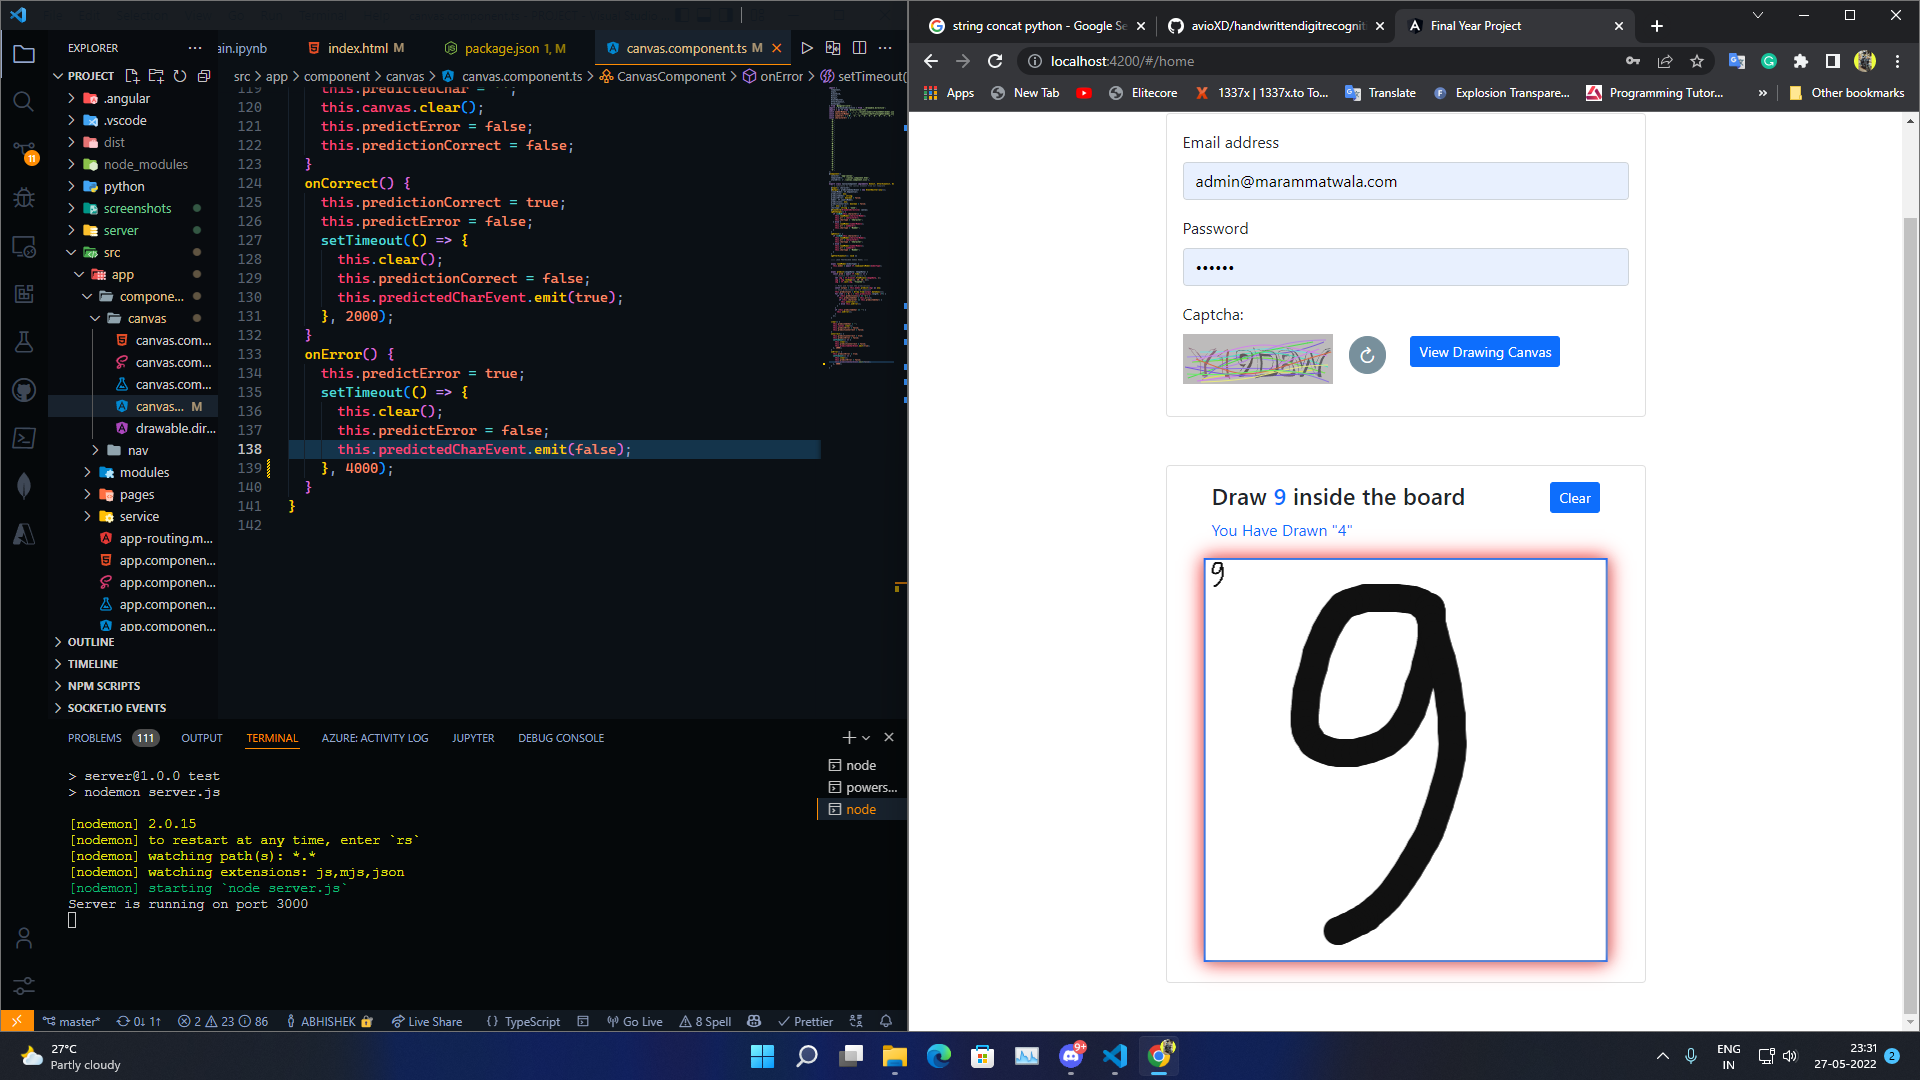 EXPLORER
ain.ipynb
index.html M
package.json 1, M
canvas.component.ts M
PROJECT
src > app > component > canvas > canvas.component.ts > CanvasComponent > onError > setTimeout()
.angular
.vscode
dist
node_modules
python
screenshots
server
src
app
compone...
canvas
canvas.com...
canvas.com...
canvas.com...
canvas... M
drawable.dir...
nav
modules
pages
service
app-routing.m...
app.componen...
app.componen...
app.componen...
app.componen...
OUTLINE
TIMELINE
NPM SCRIPTS
SOCKET.IO EVENTS
119 this.predictedChar = "";
120 this.canvas.clear();
121 this.predictError = false;
122 this.predictionCorrect = false;
123 }
124 onCorrect() {
125 this.predictionCorrect = true;
126 this.predictError = false;
127 setTimeout(() => {
128 this.clear();
129 this.predictionCorrect = false;
130 this.predictedCharEvent.emit(true);
131 }, 2000);
132 }
133 onError() {
134 this.predictError = true;
135 setTimeout(() => {
136 this.clear();
137 this.predictError = false;
138 this.predictedCharEvent.emit(false);
139 }, 4000);
140 }
141 }
142
PROBLEMS 111 OUTPUT TERMINAL AZURE: ACTIVITY LOG JUPYTER DEBUG CONSOLE
> server@1.0.0 test
> nodemon server.js
[nodemon] 2.0.15
[nodemon] to restart at any time, enter `rs`
[nodemon] watching path(s): *.*
[nodemon] watching extensions: js,mjs,json
[nodemon] starting `node server.js`
Server is running on port 3000
node
powers...
node
master* 0↓ 1↑ 2 23 86 ABHISHEK Live Share {} TypeScript Go Live 8 Spell Prettier
string concat python - Google Se
avioXD/handwrittendigitrecognit
Final Year Project
localhost:4200/#/home
Apps New Tab Elitecore 1337x | 1337x.to To... Translate Explosion Transpare... Programming Tutor... » Other bookmarks
Email address
admin@marammatwala.com
Password
••••••
Captcha:
View Drawing Canvas
Draw 9 inside the board
Clear
You Have Drawn "4"
9
9
27°C
Partly cloudy
9+
ENG
IN
23:31
27-05-2022
2
11